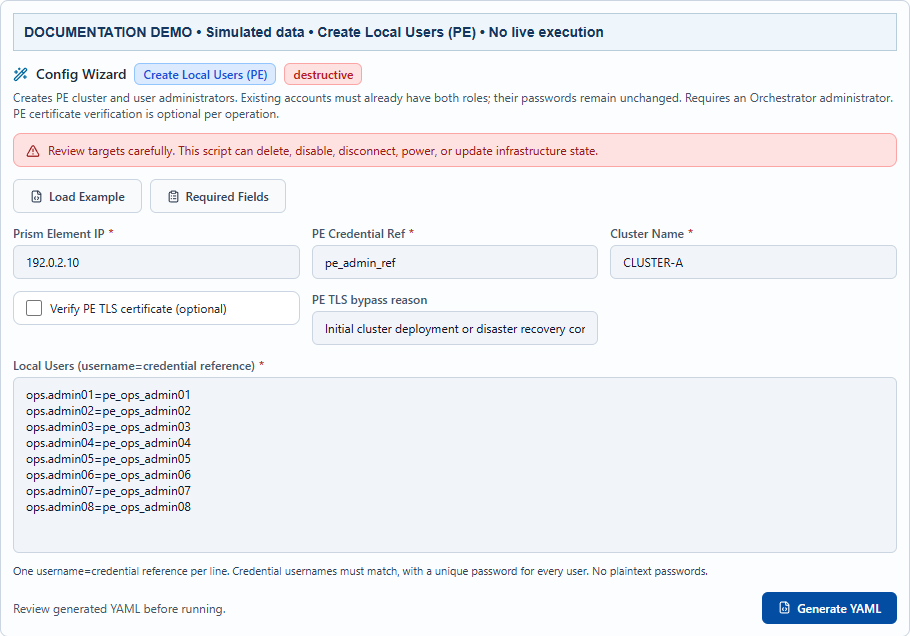 DOCUMENTATION DEMO • Simulated data • Create Local Users (PE) • No live execution
Config Wizard Create Local Users (PE) destructive
Creates PE cluster and user administrators. Existing accounts must already have both roles; their passwords remain unchanged. Requires an Orchestrator administrator.
PE certificate verification is optional per operation.
Review targets carefully. This script can delete, disable, disconnect, power, or update infrastructure state.
Load Example Required Fields
Prism Element IP * PE Credential Ref * Cluster Name *
192.0.2.10 pe_admin_ref CLUSTER-A
PE TLS bypass reason
Verify PE TLS certificate (optional)
Initial cluster deployment or disaster recovery cor
Local Users (username=credential reference) *
ops.admin01=pe_ops_admin01
ops.admin02=pe_ops_admin02
ops.admin03=pe_ops_admin03
ops.admin04=pe_ops_admin04
ops.admin05=pe_ops_admin05
ops.admin06=pe_ops_admin06
ops.admin07=pe_ops_admin07
ops.admin08=pe_ops_admin08
One username=credential reference per line. Credential usernames must match, with a unique password for every user. No plaintext passwords.
Review generated YAML before running. Generate YAML